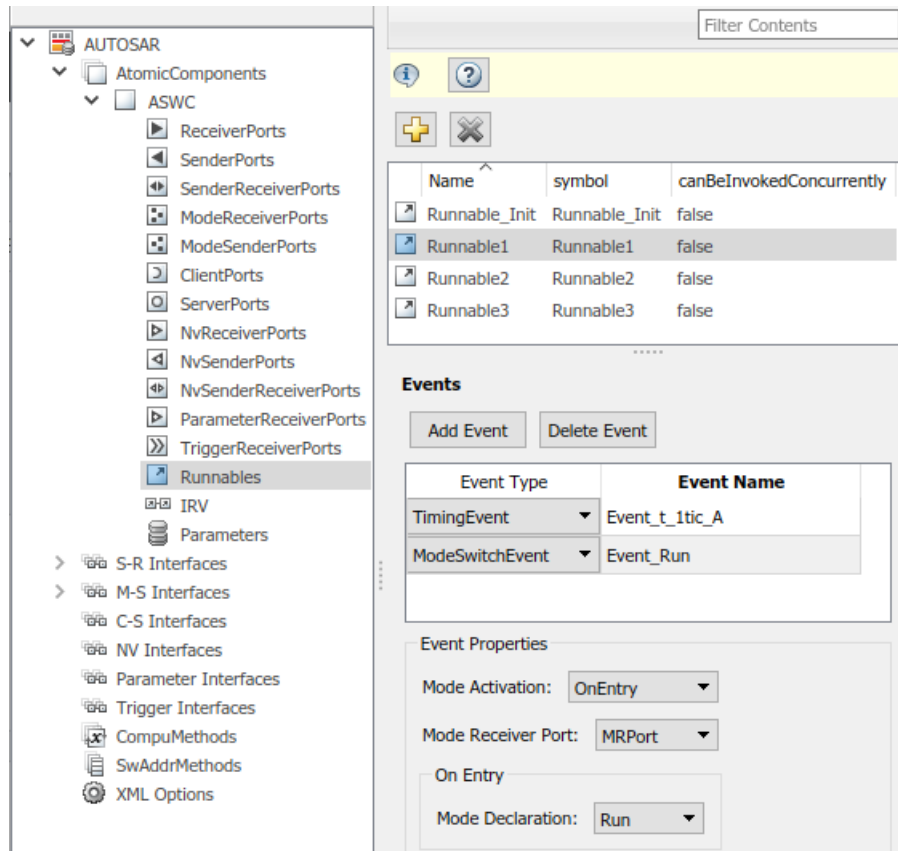 AUTOSAR
AtomicComponents
ASWC
ReceiverPorts
SenderPorts
SenderReceiverPorts
ModeReceiverPorts
ModeSenderPorts
ClientPorts
ServerPorts
NvReceiverPorts
NvSenderPorts
NvSenderReceiverPorts
ParameterReceiverPorts
TriggerReceiverPorts
Runnables
IRV
Parameters
S-R Interfaces
M-S Interfaces
C-S Interfaces
NV Interfaces
Parameter Interfaces
Trigger Interfaces
CompuMethods
SwAddrMethods
XML Options
Filter Contents
Name symbol canBeInvokedConcurrently
Runnable_Init Runnable_Init false
Runnable1 Runnable1 false
Runnable2 Runnable2 false
Runnable3 Runnable3 false
Events
Add Event Delete Event
Event Type Event Name
TimingEvent Event_t_1tic_A
ModeSwitchEvent Event_Run
Event Properties
Mode Activation: OnEntry
Mode Receiver Port: MRPort
On Entry
Mode Declaration: Run